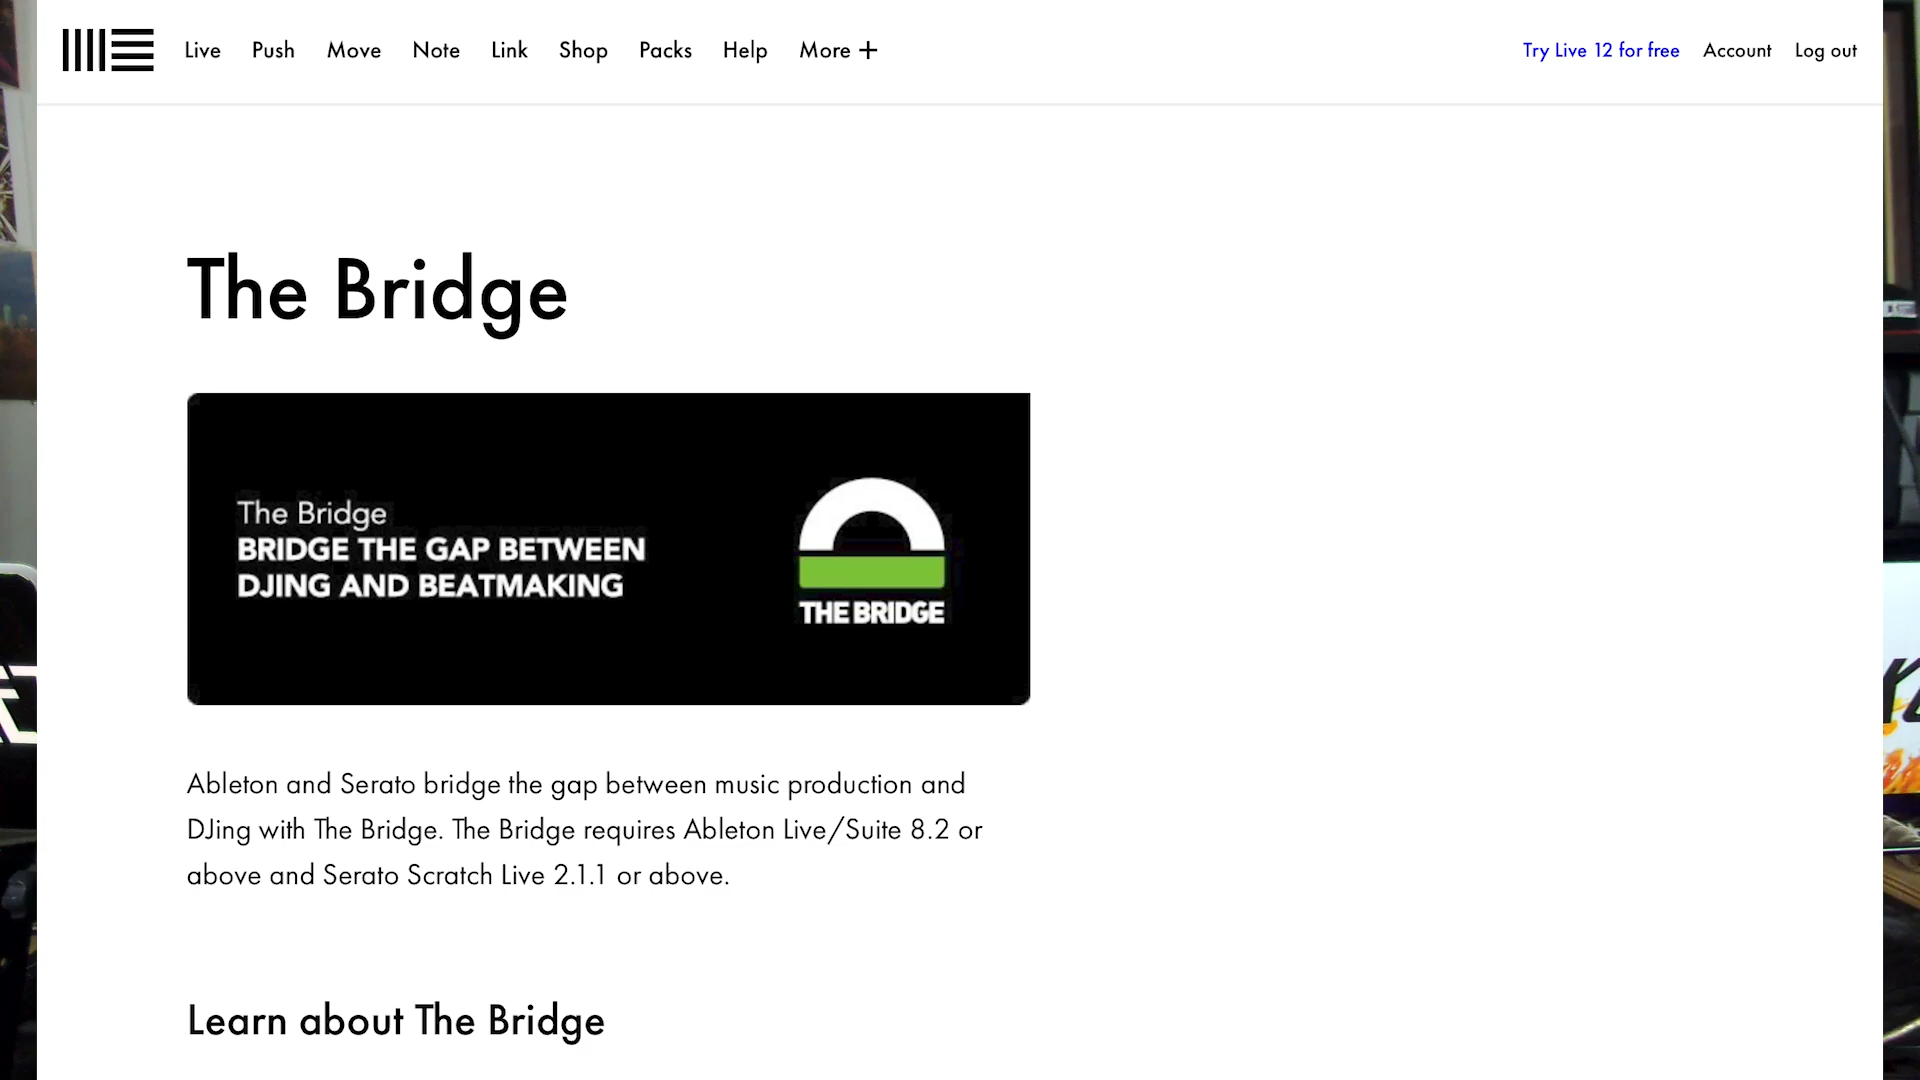 Live Push Move Note Link Shop Packs Help More + Try Live 12 for free Account Log out
The Bridge
The Bridge
BRIDGE THE GAP BETWEEN
DJING AND BEATMAKING
THE BRIDGE
Ableton and Serato bridge the gap between music production and
DJing with The Bridge. The Bridge requires Ableton Live/Suite 8.2 or
above and Serato Scratch Live 2.1.1 or above.
Learn about The Bridge